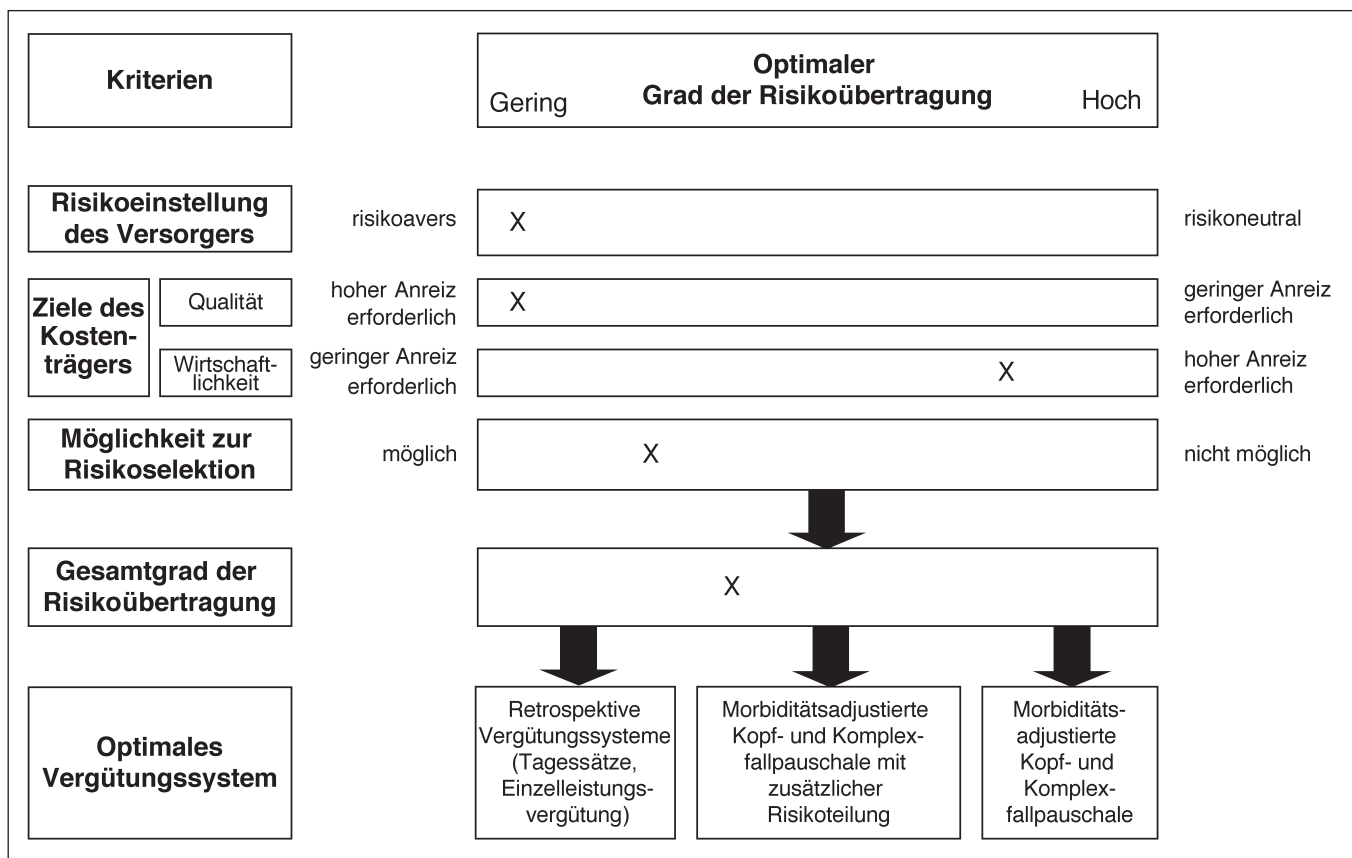 Kriterien
Optimaler
Grad der Risikoübertragung
Gering
Hoch
Risikoeinstellung
des Versorgers
risikoavers
X
risikoneutral
Ziele des
Kosten-
trägers
Qualität
hoher Anreiz
erforderlich
X
geringer Anreiz
erforderlich
Wirtschaft-
lichkeit
geringer Anreiz
erforderlich
X
hoher Anreiz
erforderlich
Möglichkeit zur
Risikoselektion
möglich
X
nicht möglich
Gesamtgrad der
Risikoübertragung
X
Optimales
Vergütungssystem
Retrospektive
Vergütungssysteme
(Tagessätze,
Einzelleistungs-
vergütung)
Morbiditätsadjustierte
Kopf- und Komplex-
fallpauschale mit
zusätzlicher
Risikoteilung
Morbiditäts-
adjustierte
Kopf- und
Komplex-
fallpauschale